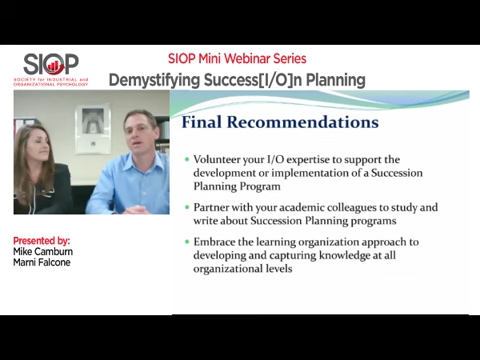 SIOP
SOCIETY for INDUSTRIAL and
ORGANIZATIONAL PSYCHOLOGY
SIOP Mini Webinar Series
Demystifying Success[I/O]n Planning
Final Recommendations
Volunteer your I/O expertise to support the
development or implementation of a Succession
Planning Program
Partner with your academic colleagues to study and
write about Succession Planning programs
Embrace the learning organization approach to
developing and capturing knowledge at all
organizational levels
Presented by:
Mike Camburn
Marni Falcone